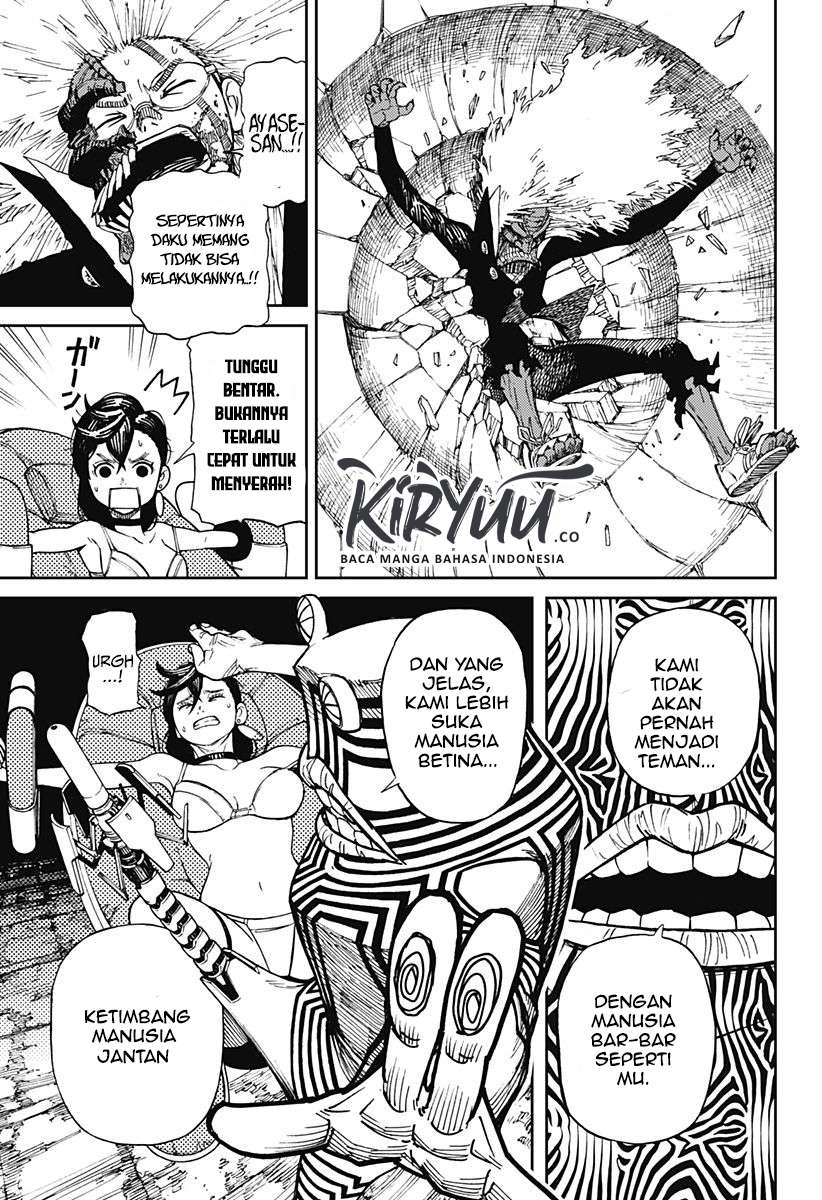 AYASE-
SAN...!!
SEPERTINYA
DAKU MEMANG
TIDAK BISA
MELAKUKANNYA..!!
ガーン
TUNGGU
BENTAR.
BUKANNYA
TERLALU
CEPAT UNTUK
MENYERAH!
KIRYUU.CO
BACA MANGA BAHASA INDONESIA
KAMI
TIDAK
AKAN
PERNAH
MENJADI
TEMAN...
DENGAN
MANUSIA
BAR-BAR
SEPERTI
MU.
DAN YANG
JELAS,
KAMI LEBIH
SUKA
MANUSIA
BETINA...
URGH
...!
KETIMBANG
MANUSIA
JANTAN